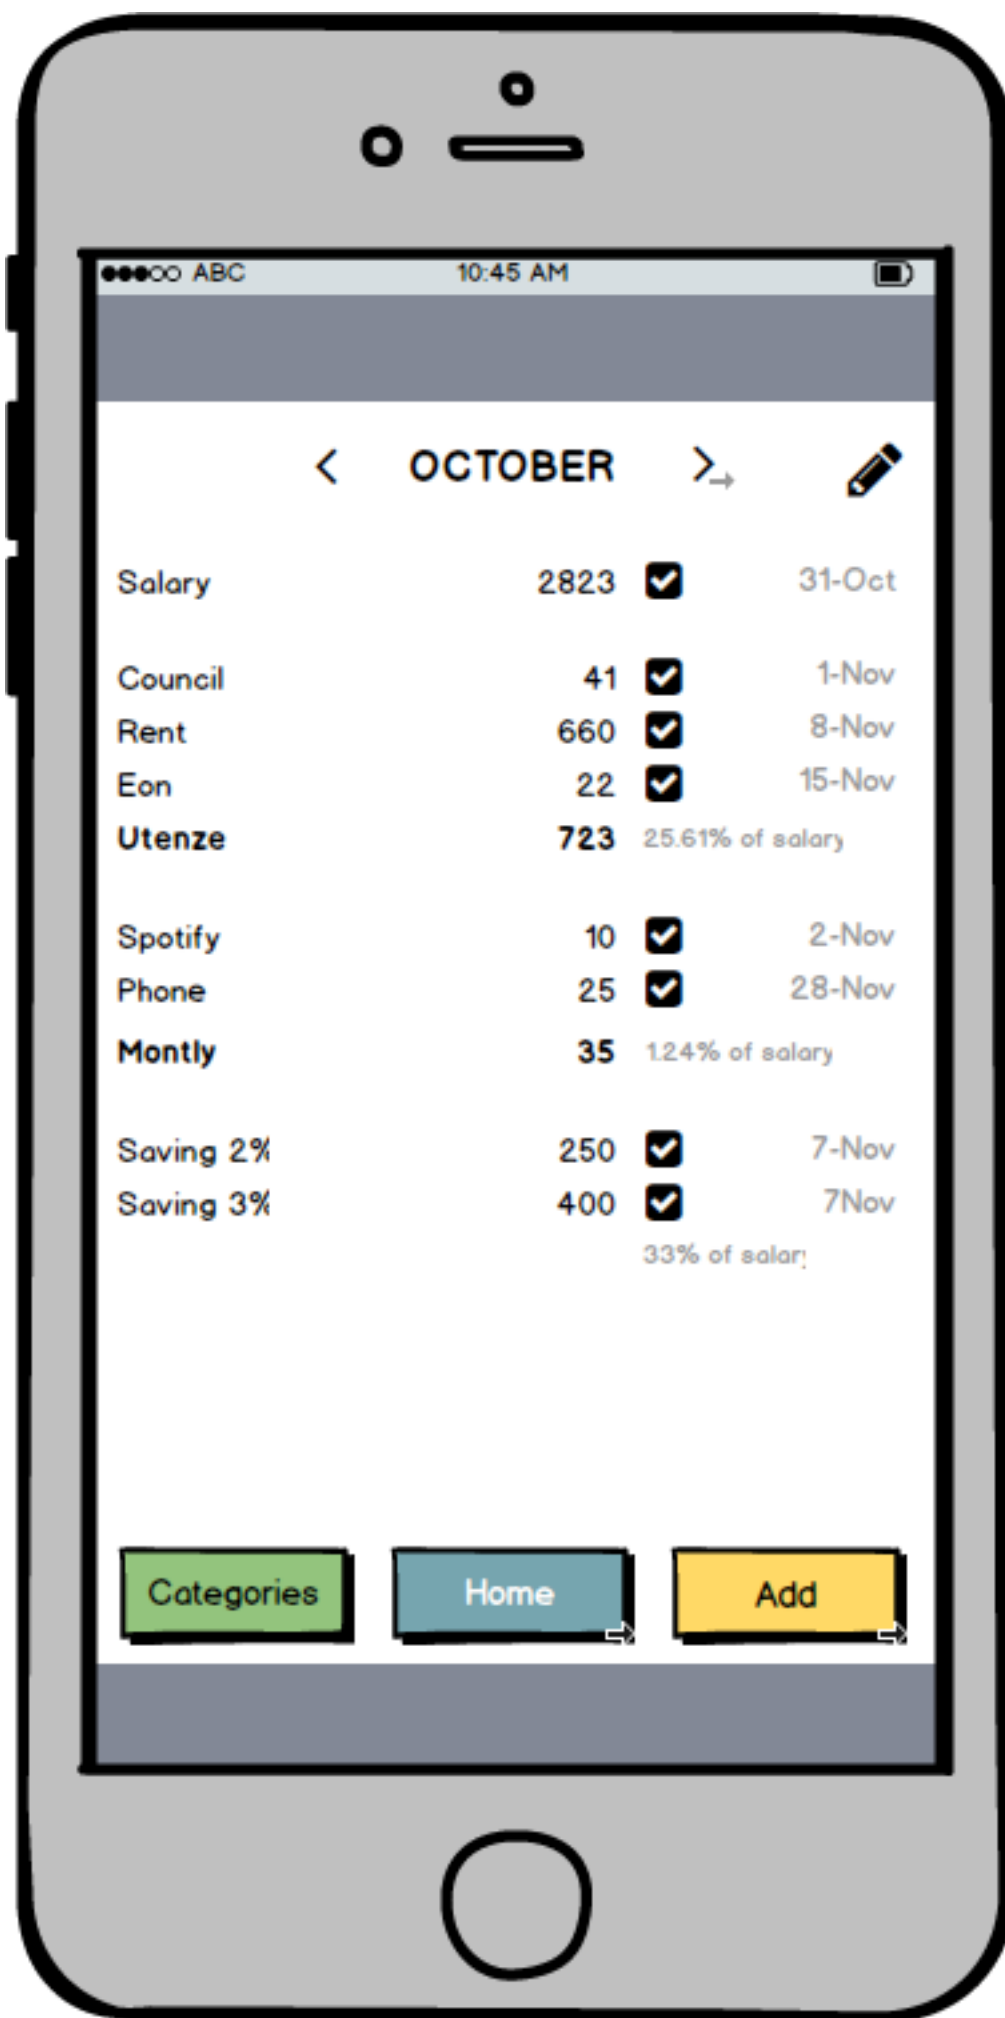 ABC 10:45 AM
< OCTOBER >
Salary 2823 31-Oct
Council 41 1-Nov
Rent 660 8-Nov
Eon 22 15-Nov
Utenze 723 25.61% of salary
Spotify 10 2-Nov
Phone 25 28-Nov
Montly 35 1.24% of salary
Saving 2% 250 7-Nov
Saving 3% 400 7Nov
33% of salary
Categories Home Add